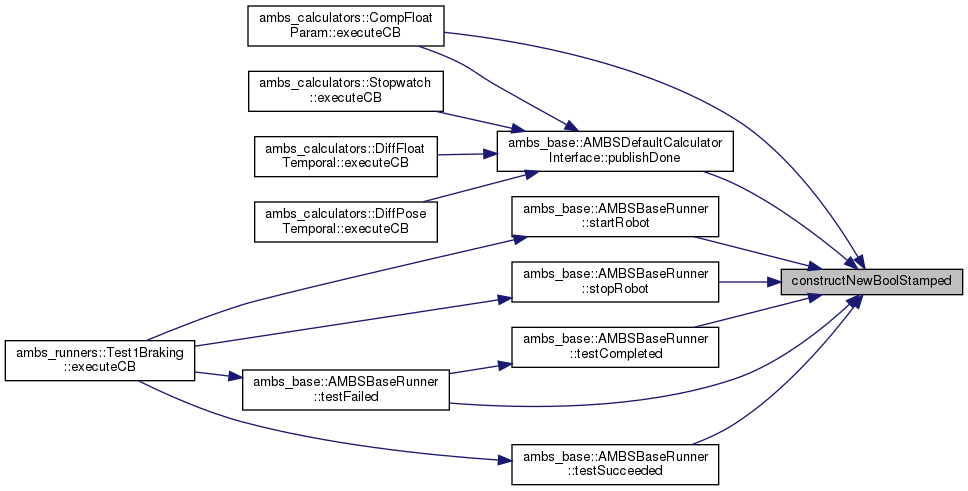 ambs_calculators::CompFloat
Param::executeCB
ambs_calculators::Stopwatch
::executeCB
ambs_base::AMBSDefaultCalculator
Interface::publishDone
ambs_calculators::DiffFloat
Temporal::executeCB
ambs_calculators::DiffPose
Temporal::executeCB
ambs_base::AMBSBaseRunner
::startRobot
ambs_base::AMBSBaseRunner
::stopRobot
constructNewBoolStamped
ambs_runners::Test1Braking
::executeCB
ambs_base::AMBSBaseRunner
::testCompleted
ambs_base::AMBSBaseRunner
::testFailed
ambs_base::AMBSBaseRunner
::testSucceeded